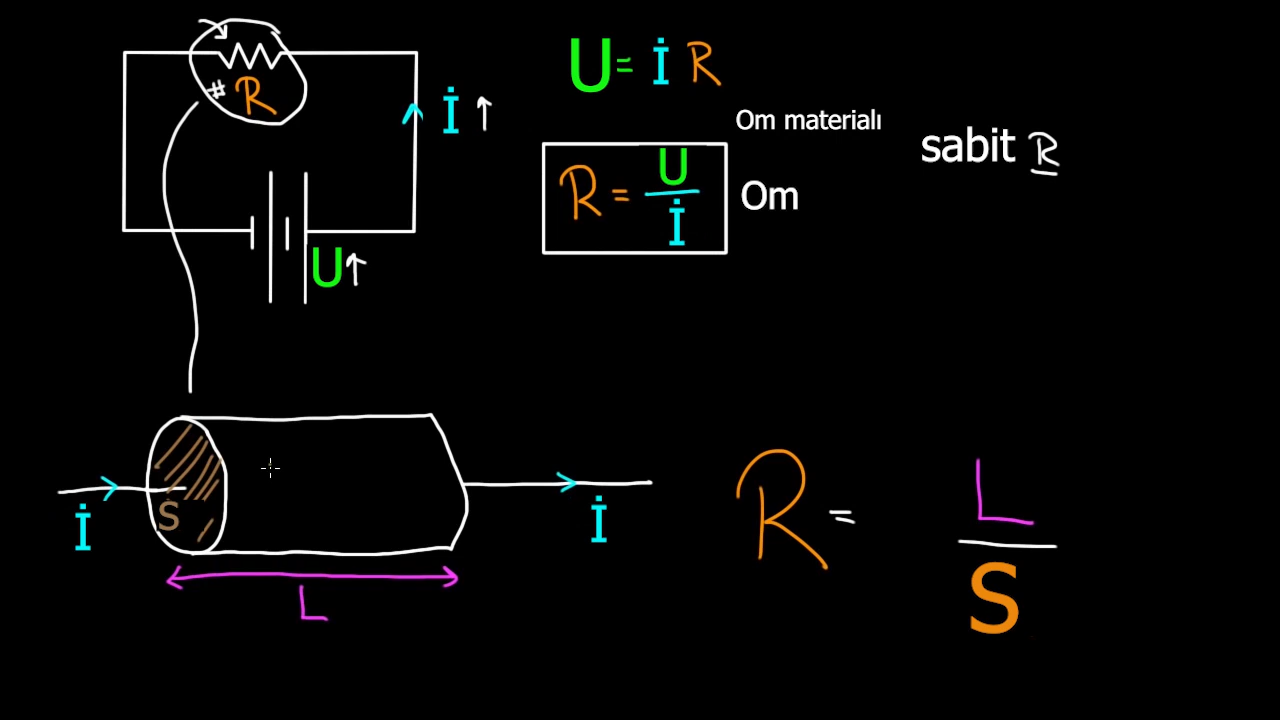 # R
İ ↑
U ↑
U = İ R
Om materialı
R = U / İ
Om
sabit R
İ
S
İ
L
R = L / S